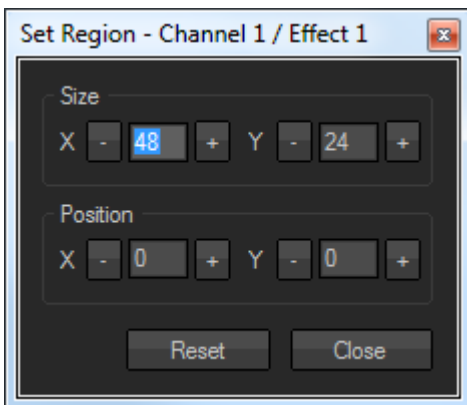 Set Region - Channel 1 / Effect 1
Size
X - 48 + Y - 24 +
Position
X - 0 + Y - 0 +
Reset Close